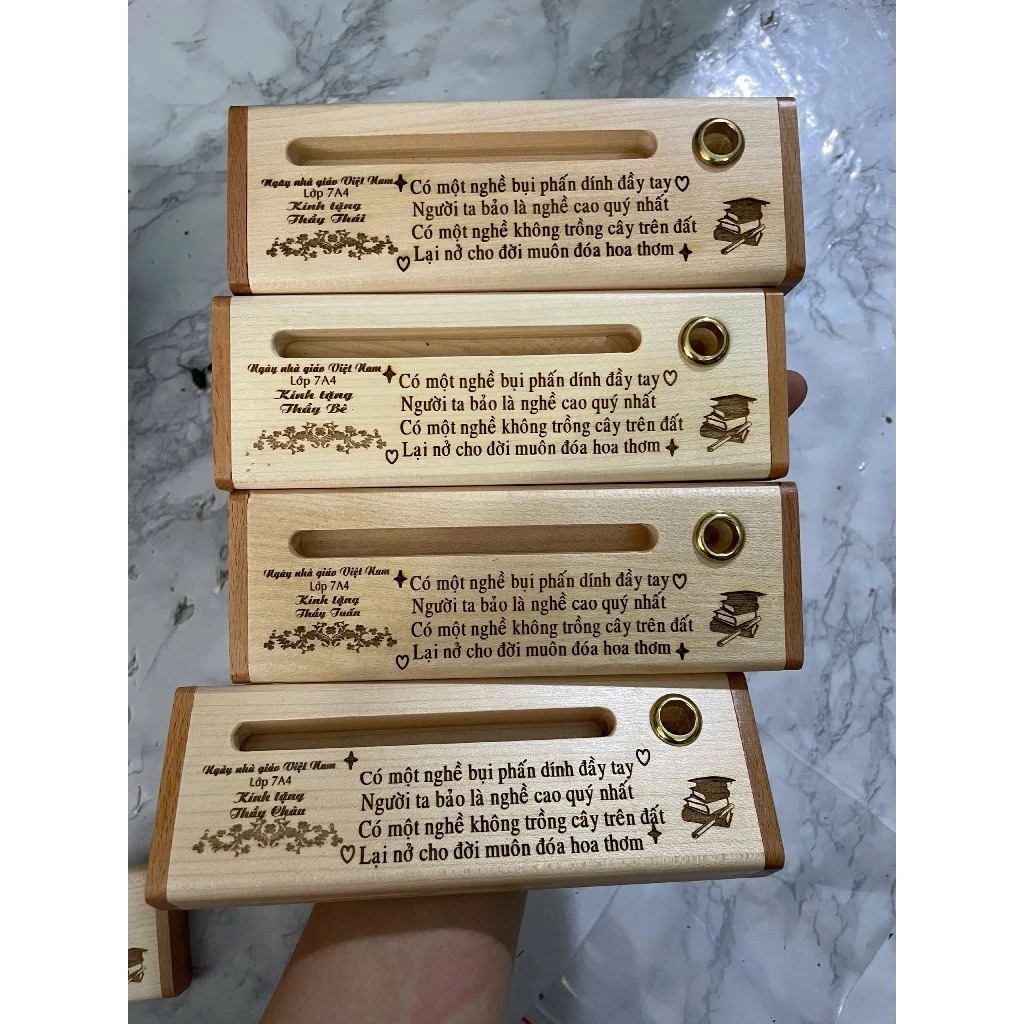 Ngày nhà giáo Việt Nam
Lớp 7A4
Kính tặng
Thầy Thái
Có một nghề bụi phấn dính đầy tay
Người ta bảo là nghề cao quý nhất
Có một nghề không trồng cây trên đất
Lại nở cho đời muôn đóa hoa thơm
Ngày nhà giáo Việt Nam
Lớp 7A4
Kính tặng
Thầy Bê
Có một nghề bụi phấn dính đầy tay
Người ta bảo là nghề cao quý nhất
Có một nghề không trồng cây trên đất
Lại nở cho đời muôn đóa hoa thơm
Ngày nhà giáo Việt Nam
Lớp 7A4
Kính tặng
Thầy Tuấn
Có một nghề bụi phấn dính đầy tay
Người ta bảo là nghề cao quý nhất
Có một nghề không trồng cây trên đất
Lại nở cho đời muôn đóa hoa thơm
Ngày nhà giáo Việt Nam
Lớp 7A4
Kính tặng
Thầy Châu
Có một nghề bụi phấn dính đầy tay
Người ta bảo là nghề cao quý nhất
Có một nghề không trồng cây trên đất
Lại nở cho đời muôn đóa hoa thơm